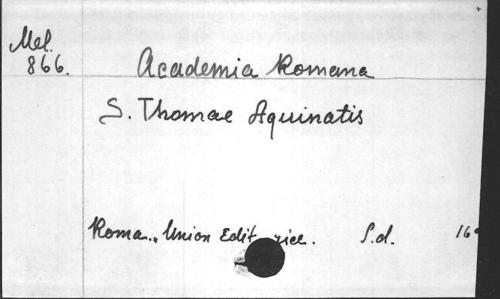 Mel.
866.
Academia Romana
S. Thomae Aquinatis
Roma., Union Edit rice. S.d. 16°